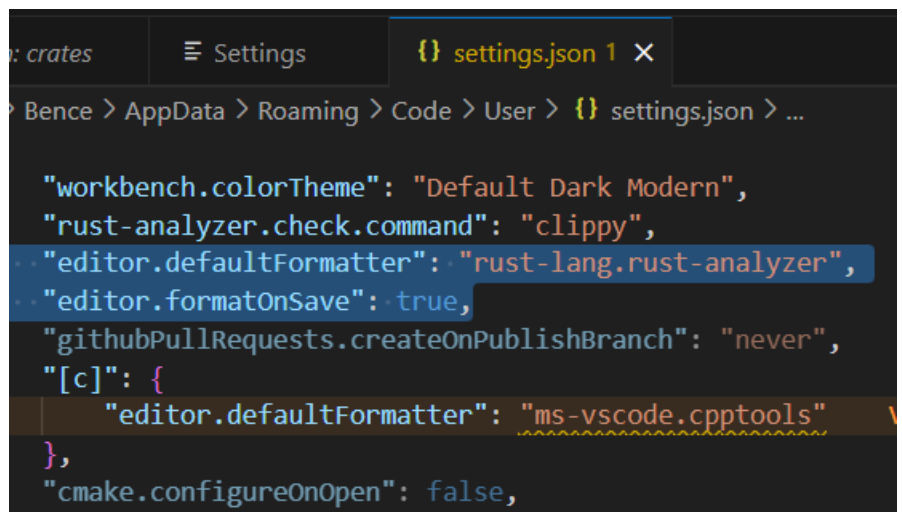 : crates
Settings
{} settings.json 1 ×
> Bence > AppData > Roaming > Code > User > {} settings.json > ...
"workbench.colorTheme": "Default Dark Modern",
"rust-analyzer.check.command": "clippy",
"editor.defaultFormatter": "rust-lang.rust-analyzer",
"editor.formatOnSave": true,
"githubPullRequests.createOnPublishBranch": "never",
"[c]": {
"editor.defaultFormatter": "ms-vscode.cpptools"
},
"cmake.configureOnOpen": false,